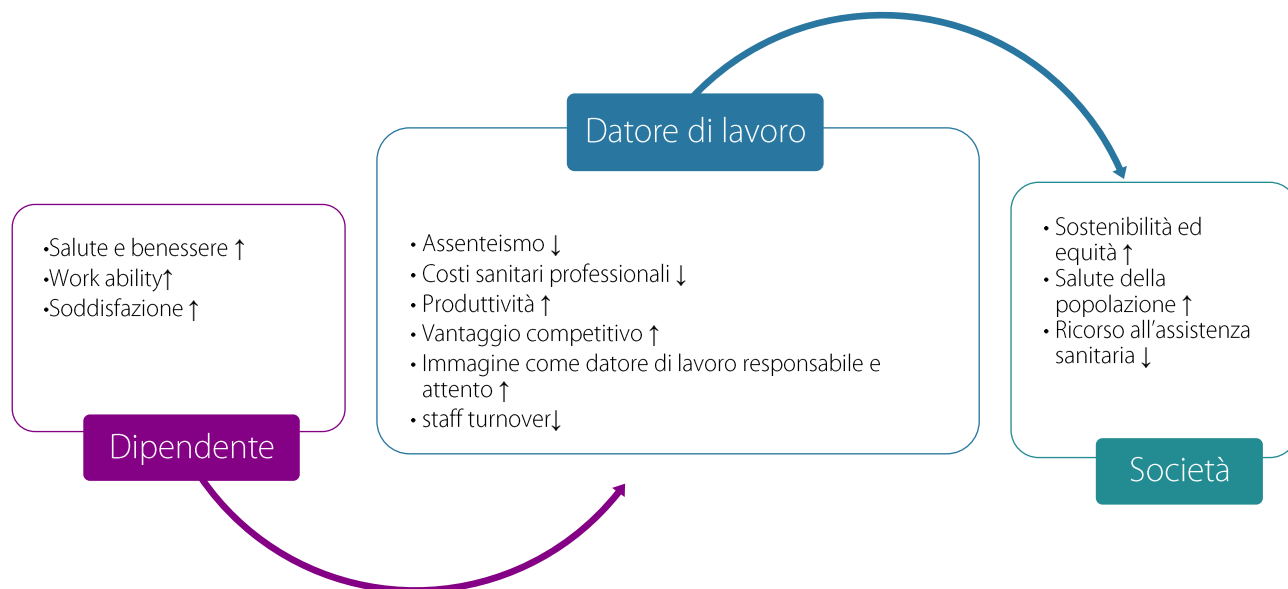 •Salute e benessere ↑
•Work ability↑
•Soddisfazione ↑
Dipendente
Datore di lavoro
• Assenteismo ↓
• Costi sanitari professionali ↓
• Produttività ↑
• Vantaggio competitivo ↑
• Immagine come datore di lavoro responsabile e
attento ↑
• staff turnover↓
• Sostenibilità ed
equità ↑
• Salute della
popolazione ↑
• Ricorso all’assistenza
sanitaria ↓
Società